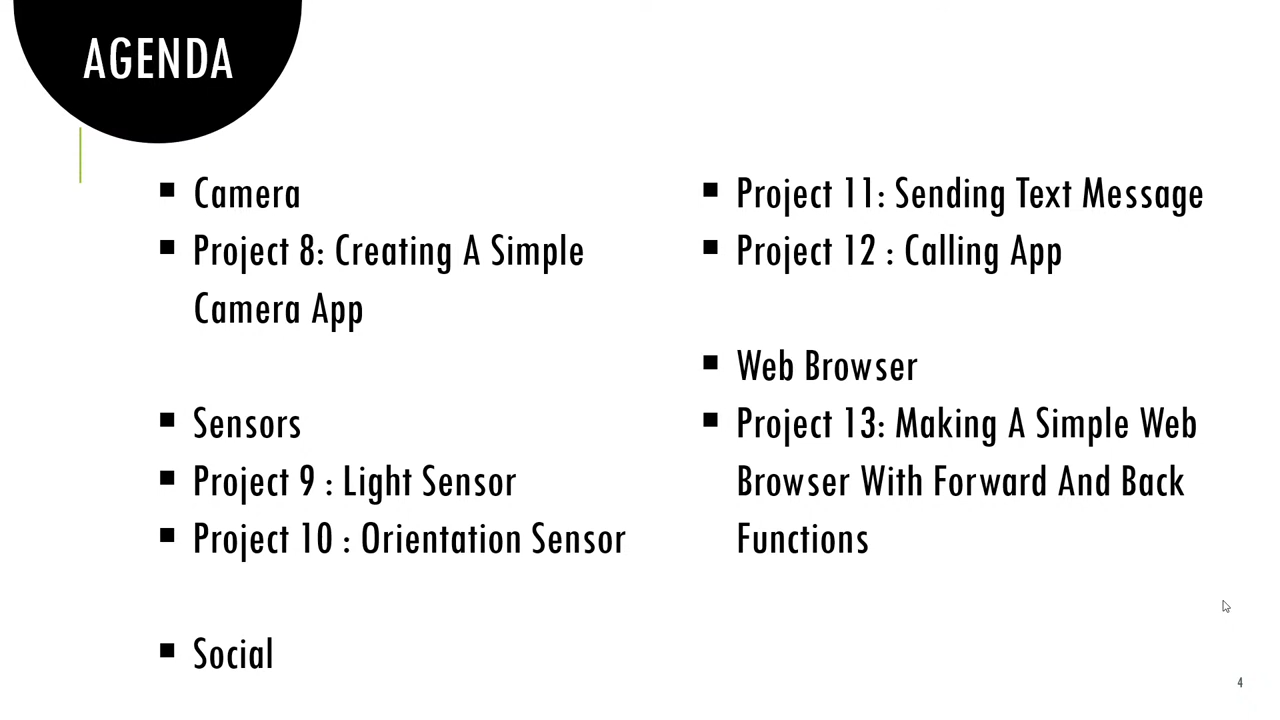 AGENDA
Camera
Project 8: Creating A Simple
Camera App
Sensors
Project 9 : Light Sensor
Project 10 : Orientation Sensor
Social
Project 11: Sending Text Message
Project 12 : Calling App
Web Browser
Project 13: Making A Simple Web
Browser With Forward And Back
Functions
4